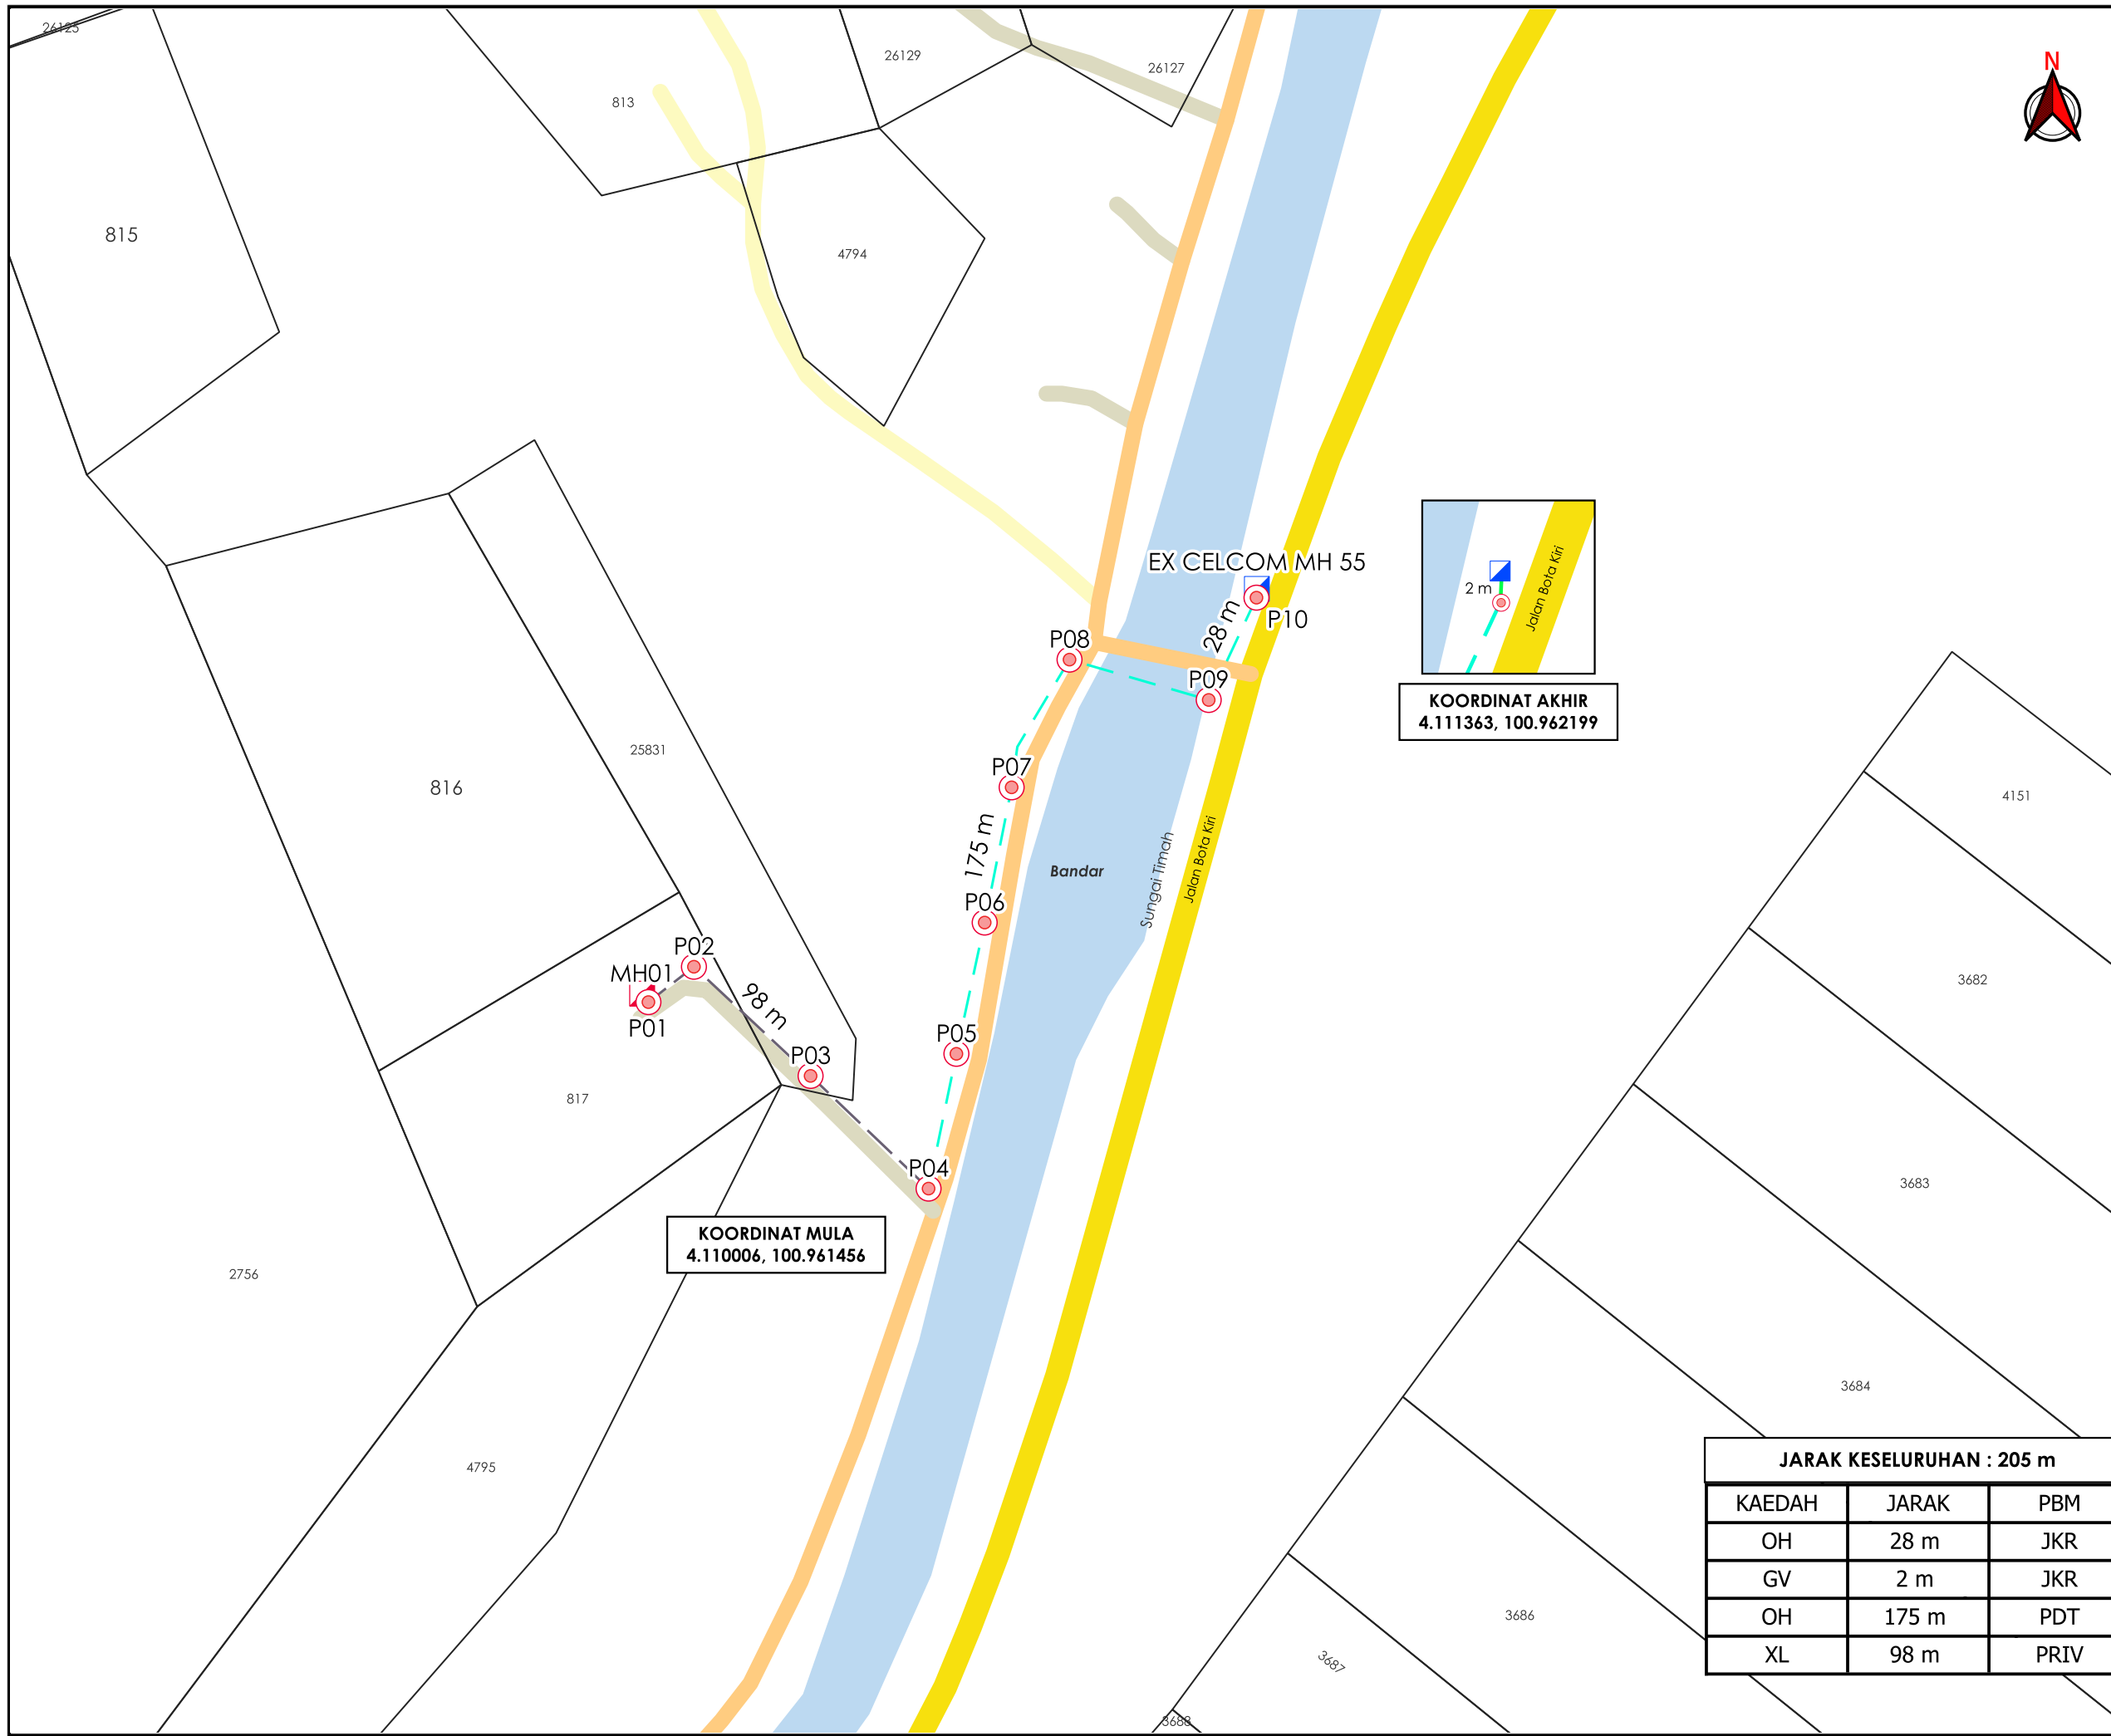 26125
26129
26127
N
813
815
4794
EX CELCOM MH 55
2 m
Jalan Bota Kiri
28 m
P10
P08
P09
KOORDINAT AKHIR
4.111363, 100.962199
25831
P07
816
4151
175 m
Bandar
Sungai Timah
Jalan Bota Kiri
P06
P02
MH01
3682
98 m
P01
P05
P03
817
P04
3683
KOORDINAT MULA
4.110006, 100.961456
2756
3684
4795
JARAK KESELURUHAN : 205 m
KAEDAH JARAK PBM
OH 28 m JKR
GV 2 m JKR
OH 175 m PDT
XL 98 m PRIV
3686
3687
3688